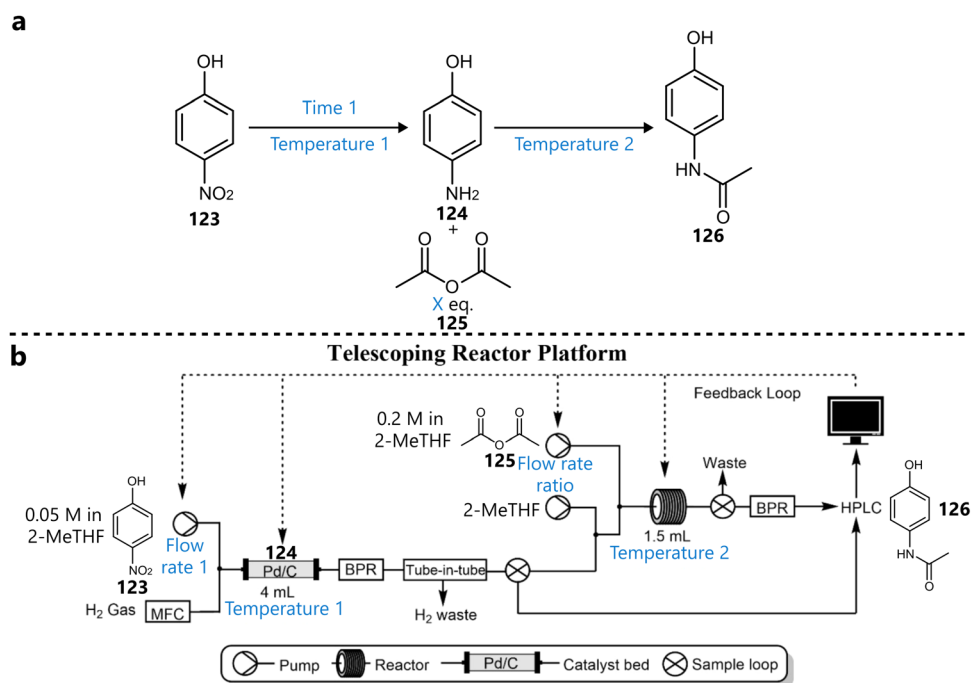 a
OH
NO2
123
Time 1
Temperature 1
OH
NH2
124
+
O
O
O
X eq.
125
Temperature 2
OH
HN
O
126
b
Telescoping Reactor Platform
Feedback Loop
0.2 M in
2-MeTHF
O
O
O
125
Flow rate
ratio
2-MeTHF
Waste
BPR
HPLC
OH
HN
O
126
1.5 mL
Temperature 2
0.05 M in
2-MeTHF
OH
NO2
123
Flow
rate 1
H2 Gas
MFC
124
Pd/C
4 mL
Temperature 1
BPR
Tube-in-tube
H2 waste
Pump
Reactor
Pd/C
Catalyst bed
Sample loop